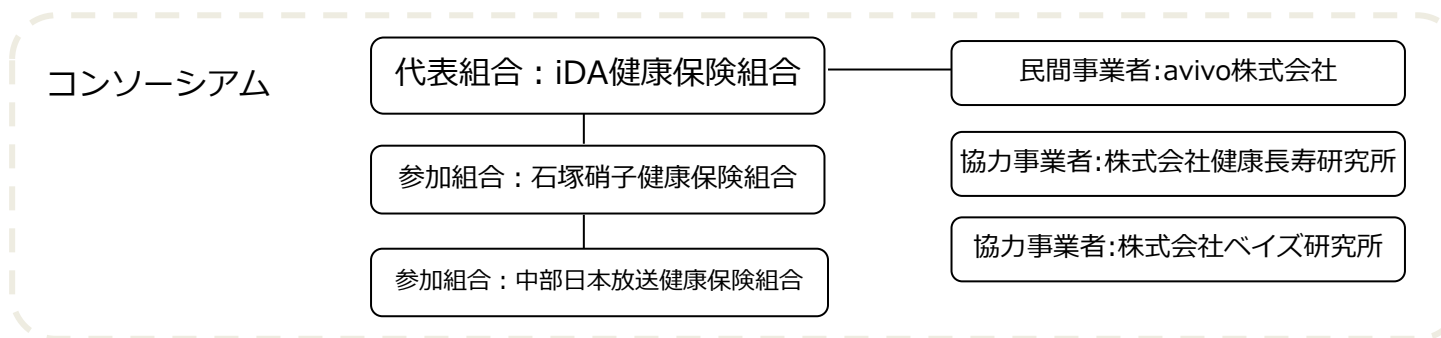 コンソーシアム
代表組合：iDA健康保険組合
参加組合：石塚硝子健康保険組合
参加組合：中部日本放送健康保険組合
民間事業者:avivo株式会社
協力事業者:株式会社健康長寿研究所
協力事業者:株式会社ベイズ研究所